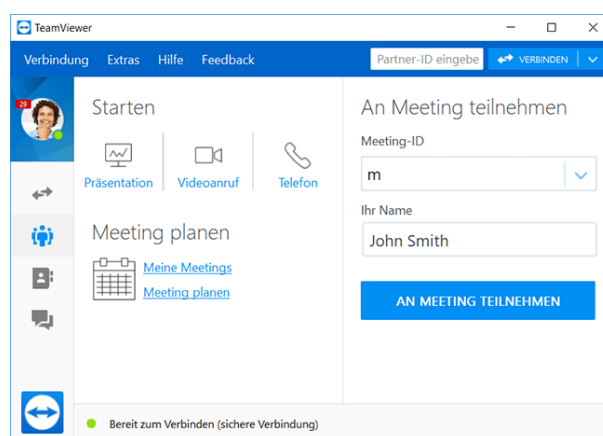 TeamViewer
Verbindung Extras Hilfe Feedback
Partner-ID eingebe
VERBINDEN
29
Starten
Präsentation Videoanruf Telefon
Meeting planen
Meine Meetings
Meeting planen
An Meeting teilnehmen
Meeting-ID
m
Ihr Name
John Smith
AN MEETING TEILNEHMEN
Bereit zum Verbinden (sichere Verbindung)